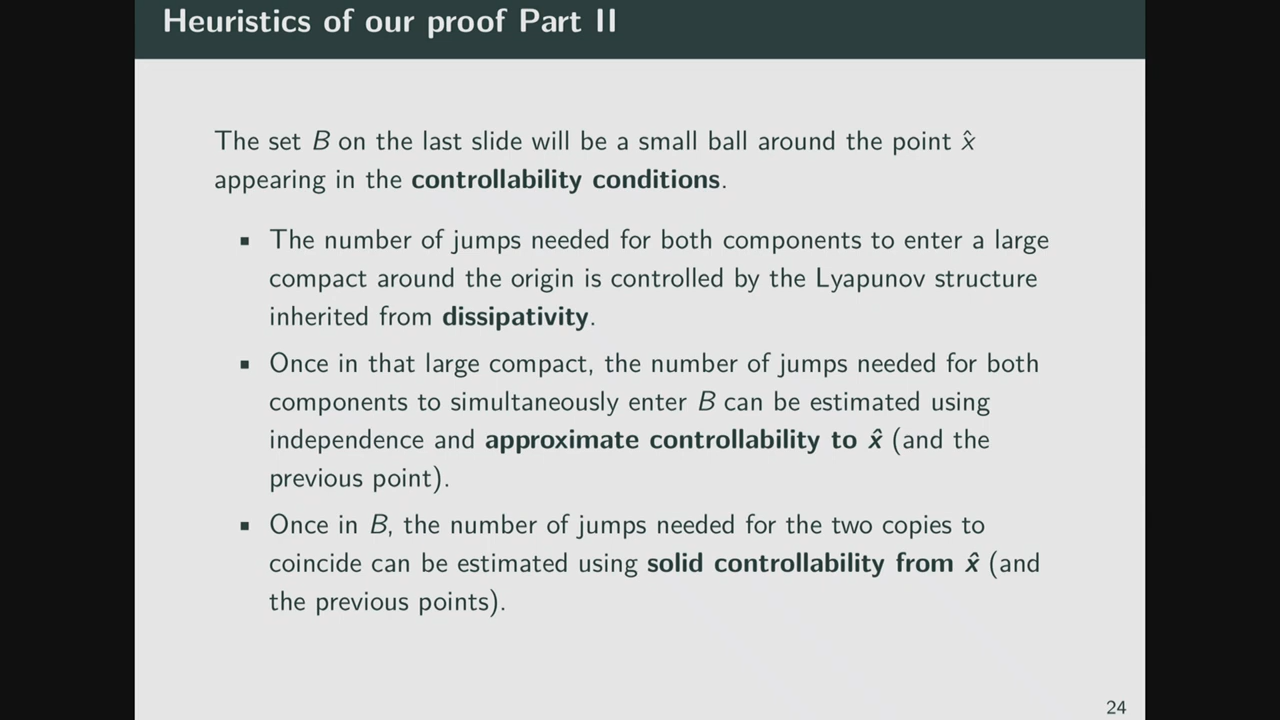 Heuristics of our proof Part II
The set B on the last slide will be a small ball around the point x̂
appearing in the controllability conditions.
▪ The number of jumps needed for both components to enter a large
compact around the origin is controlled by the Lyapunov structure
inherited from dissipativity.
▪ Once in that large compact, the number of jumps needed for both
components to simultaneously enter B can be estimated using
independence and approximate controllability to x̂ (and the
previous point).
▪ Once in B, the number of jumps needed for the two copies to
coincide can be estimated using solid controllability from x̂ (and
the previous points).
24